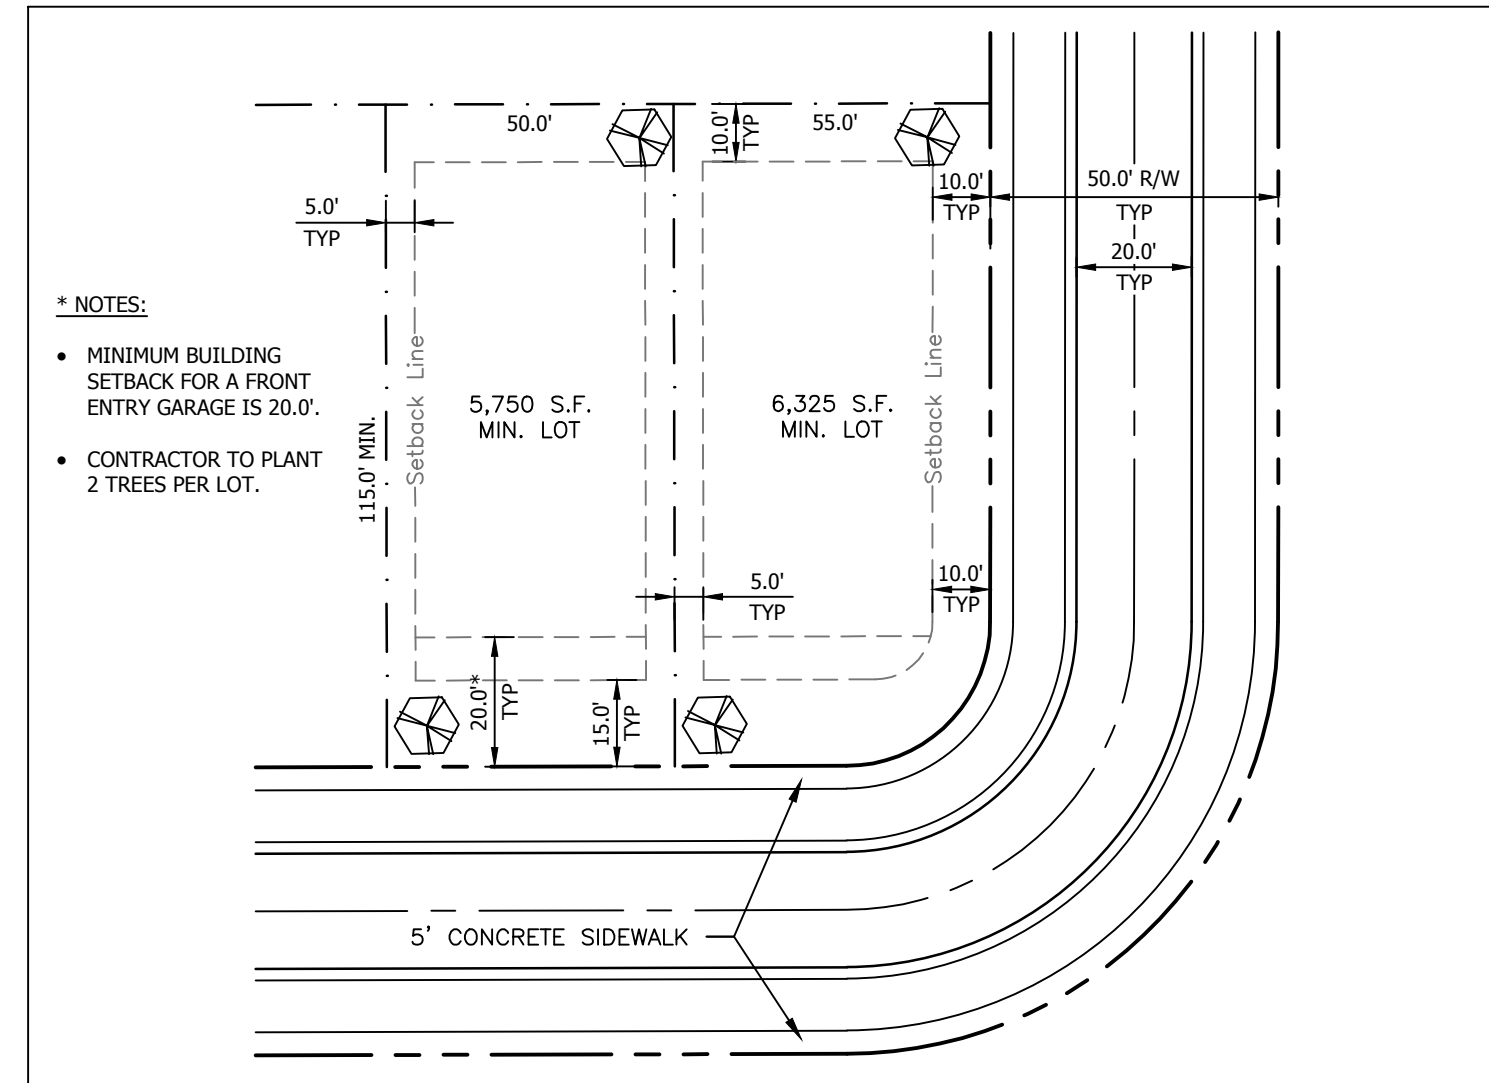 50.0'
10.0'
TYP
55.0'
5.0'
TYP
10.0'
TYP
50.0' R/W
TYP
20.0'
TYP
* NOTES:
• MINIMUM BUILDING
SETBACK FOR A FRONT
ENTRY GARAGE IS 20.0'.
• CONTRACTOR TO PLANT
2 TREES PER LOT.
115.0' MIN.
Setback Line
5,750 S.F.
MIN. LOT
6,325 S.F.
MIN. LOT
Setback Line
5.0'
TYP
10.0'
TYP
20.0'*
TYP
15.0'
TYP
5' CONCRETE SIDEWALK